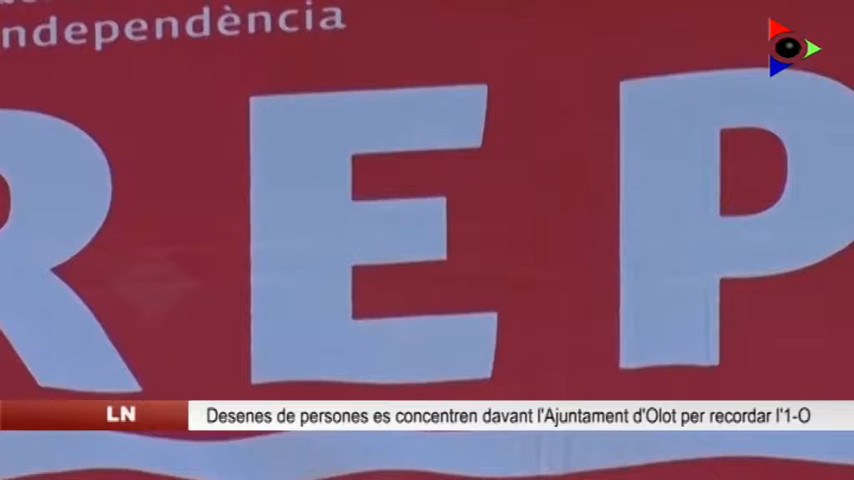 independència
REP
LN
Desenes de persones es concentren davant l'Ajuntament d'Olot per recordar l'1-O